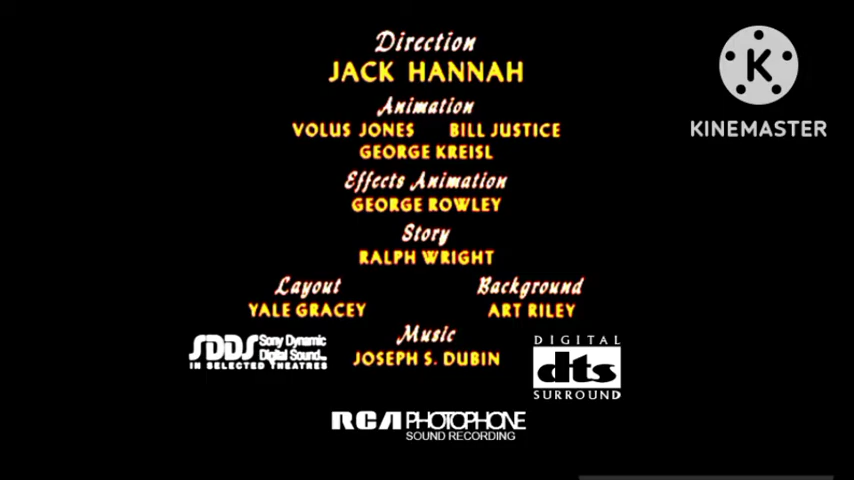 Direction
JACK HANNAH
K
KINEMASTER
Animation
VOLUS JONES BILL JUSTICE
GEORGE KREISL
Effects Animation
GEORGE ROWLEY
Story
RALPH WRIGHT
Layout Background
YALE GRACEY ART RILEY
Music
JOSEPH S. DUBIN
SDDS Sony Dynamic
Digital Sound
IN SELECTED THEATRES
DIGITAL
dts
SURROUND
RCA PHOTOPHONE
SOUND RECORDING